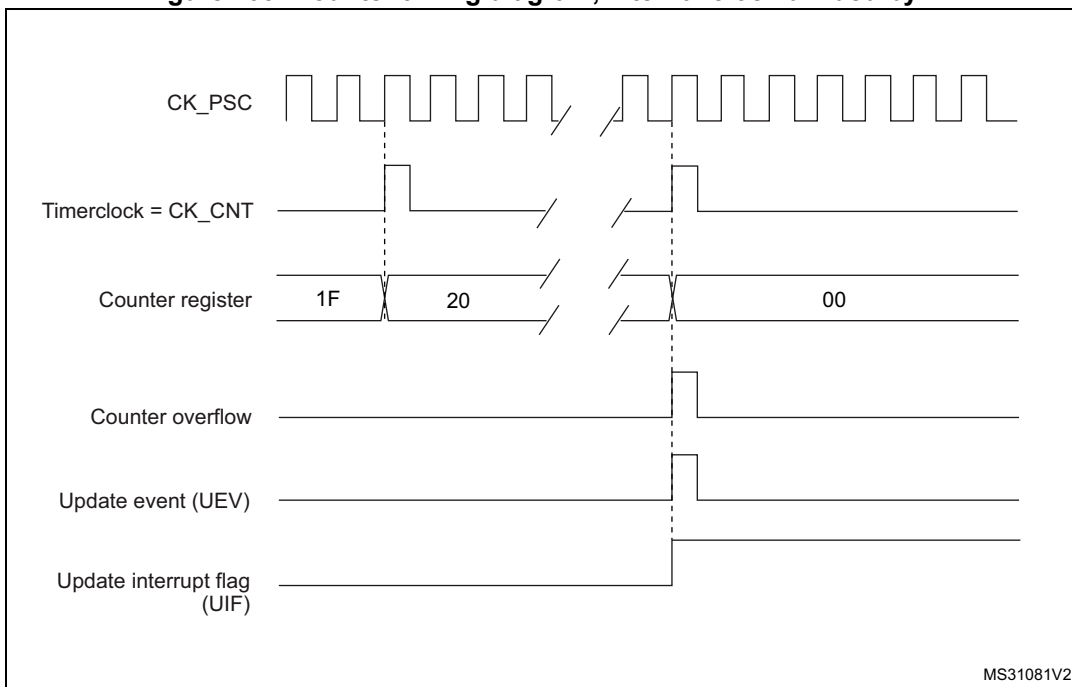 CK_PSC
Timerclock = CK_CNT
Counter register
1F
20
00
Counter overflow
Update event (UEV)
Update interrupt flag
(UIF)
MS31081V2